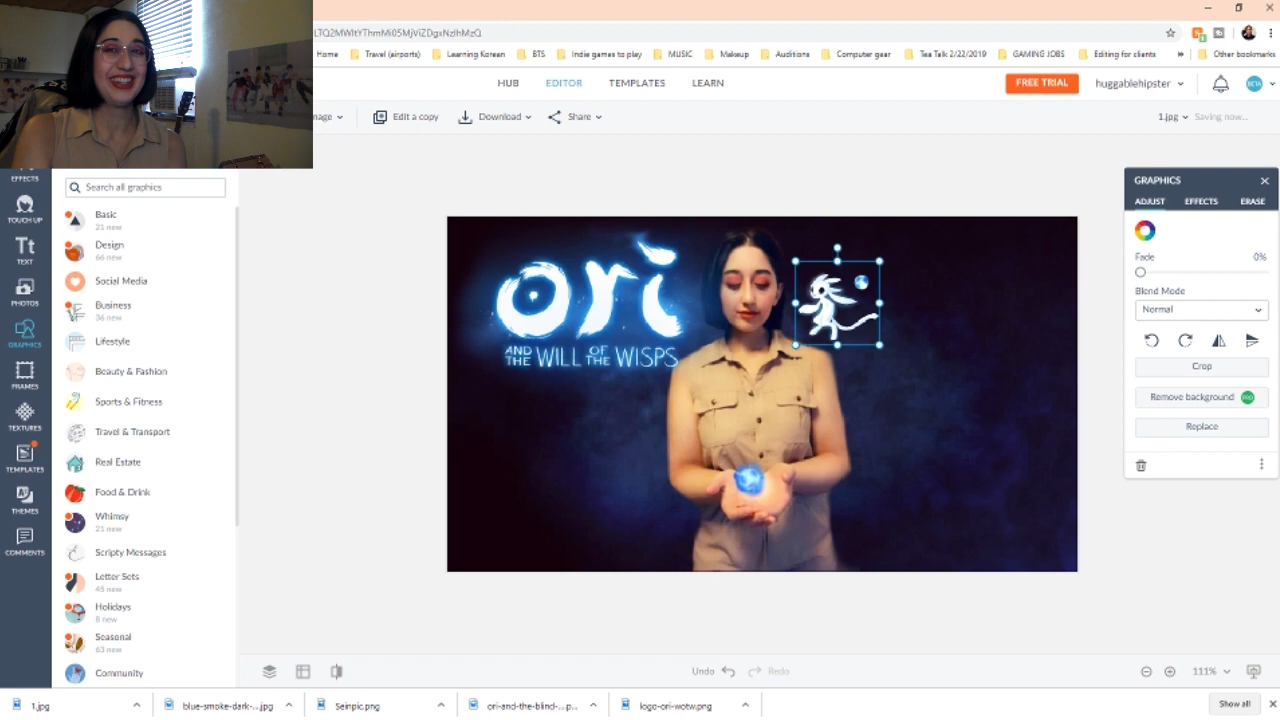 LTQ2MWItYThmMi05MjViZDgxNzlhMzQ
Home Travel (airports) Learning Korean BTS Indie games to play MUSIC Makeup Auditions Computer gear Tea Talk 2/22/2019 GAMING JOBS Editing for clients » Other bookmarks
HUB EDITOR TEMPLATES LEARN FREE TRIAL huggablehipster BETA
mage Edit a copy Download Share 1.jpg Saving now...
EFFECTS
TOUCH UP
Tt
TEXT
PHOTOS
GRAPHICS
FRAMES
TEXTURES
TEMPLATES
THEMES
COMMENTS
Search all graphics
Basic
21 new
Design
66 new
Social Media
Business
36 new
Lifestyle
Beauty & Fashion
Sports & Fitness
Travel & Transport
Real Estate
Food & Drink
Whimsy
21 new
Scripty Messages
Letter Sets
45 new
Holidays
8 new
Seasonal
63 new
Community
ori
AND THE WILL OF THE WISPS
GRAPHICS
ADJUST EFFECTS ERASE
Fade 0%
Blend Mode
Normal
Crop
Remove background PRO
Replace
Undo Redo 111%
1.jpg blue-smoke-dark-....jpg Seinpic.png ori-and-the-blind-...p... logo-ori-wotw.png Show all